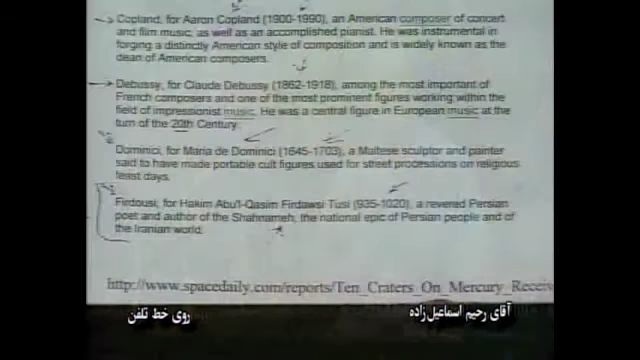 Copland, for Aaron Copland (1900-1990), an American composer of concert
and film music, as well as an accomplished pianist. He was instrumental in
forging a distinctly American style of composition and is widely known as the
dean of American composers.
Debussy, for Claude Debussy (1862-1918), among the most important of
French composers and one of the most prominent figures working within the
field of impressionist music. He was a central figure in European music at the
turn of the 20th Century.
Dominici, for Maria de Dominici (1645-1703), a Maltese sculptor and painter
said to have made portable cult figures used for street processions on religious
feast days.
Firdousi, for Hakim Abu'l-Qasim Firdawsi Tusi (935-1020), a revered Persian
poet and author of the Shahnameh, the national epic of Persian people and of
the Iranian world.
http://www.spacedaily.com/reports/Ten_Craters_On_Mercury_Receiv
آقای رحیم اسماعیل زاده
روی خط تلفن